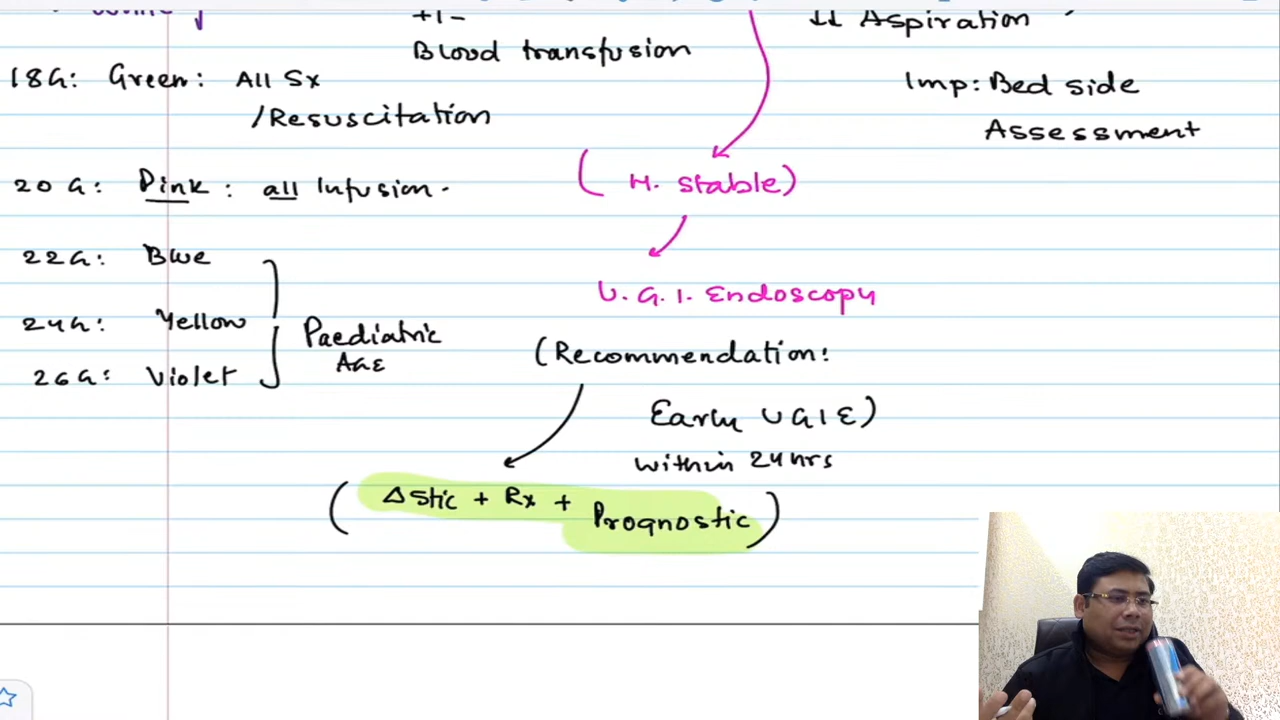 +1-
Blood transfusion
↓↓ Aspiration
18G: Green: All Sx
/Resuscitation
Imp: Bed side
Assessment
20 G: Pink: all Infusion.
(H. stable)
22G: Blue
24G: Yellow
26G: Violet
Paediatric
AGE
U.G.I. Endoscopy
(Recommendation:
Early UGIE)
within 24hrs
(Δstic + Rx +
Prognostic)